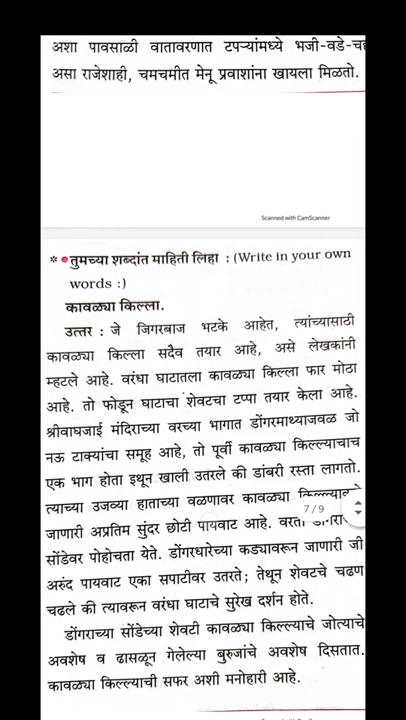 अशा पावसाळी वातावरणात टपऱ्यांमध्ये भजी-वडे-
असा राजेशाही, चमचमीत मेनू प्रवाशांना खायला मिळतो.
Scanned with CamScanner
* • तुमच्या शब्दांत माहिती लिहा : (Write in your own
words :)
कावळ्या किल्ला.
उत्तर : जे जिगरबाज भटके आहेत, त्यांच्यासाठी
कावळ्या किल्ला सदैव तयार आहे, असे लेखकांनी
म्हटले आहे. वरंधा घाटातला कावळ्या किल्ला फार मोठा
आहे. तो फोडून घाटाचा शेवटचा टप्पा तयार केला आहे.
श्रीवाघजाई मंदिराच्या वरच्या भागात डोंगरमाथ्याजवळ जो
नऊ टाक्यांचा समूह आहे, तो पूर्वी कावळ्या किल्ल्याचाच
एक भाग होता इथून खाली उतरले की डांबरी रस्ता लागतो.
त्याच्या उजव्या हाताच्या वळणावर कावळ्या
7/9
जाणारी अप्रतिम सुंदर छोटी पायवाट आहे.
सोंडेवर पोहोचता येते. डोंगरधारेच्या कड्यावरून जाणारी जी
अरुंद पायवाट एका सपाटीवर उतरते; तेथून शेवटचे चढण
चढले की त्यावरून वरंधा घाटाचे सुरेख दर्शन होते.
डोंगराच्या सोंडेच्या शेवटी कावळ्या किल्ल्याचे जोत्याचे
अवशेष व ढासळून गेलेल्या बुरुजांचे अवशेष दिसतात.
कावळ्या किल्ल्याची सफर अशी मनोहारी आहे.